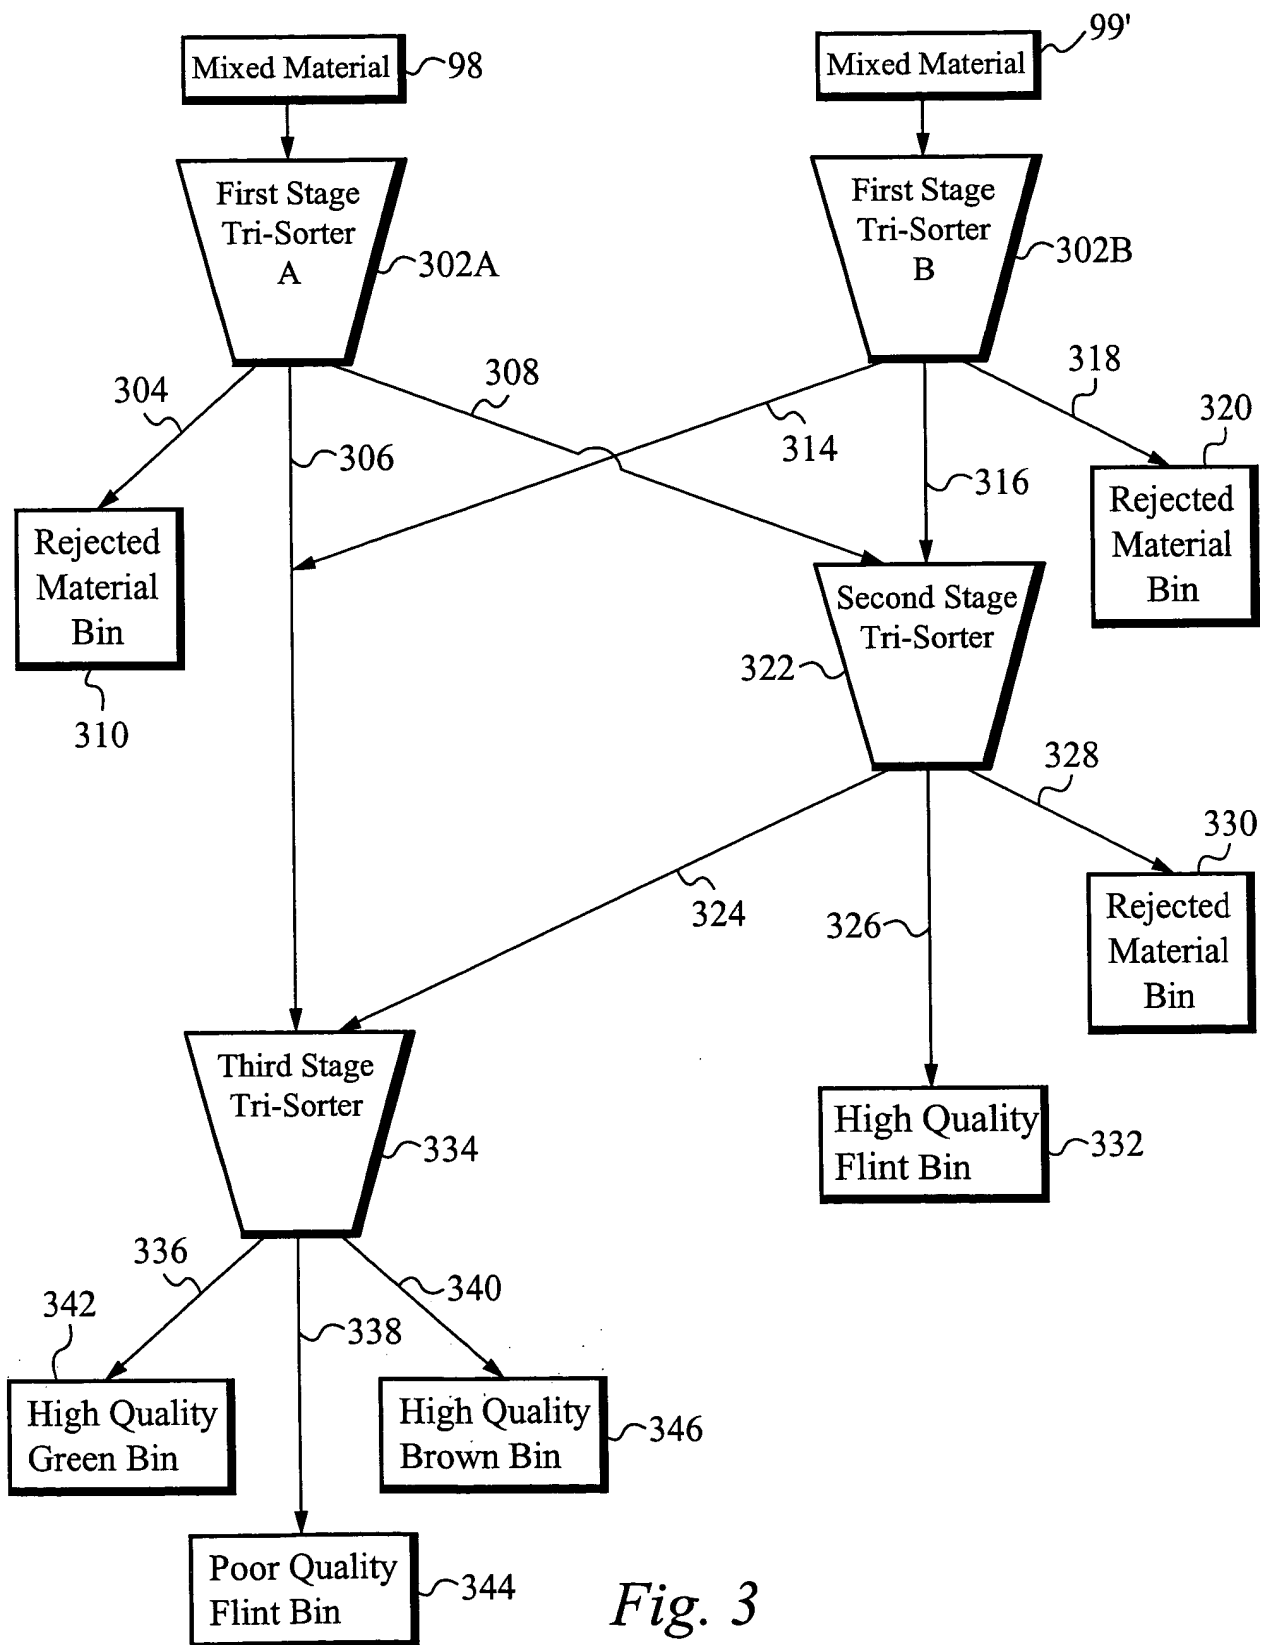 Mixed Material
98
Mixed Material
99'
First Stage
Tri-Sorter
A
302A
First Stage
Tri-Sorter
B
302B
304
306
308
314
316
318
320
Rejected
Material
Bin
310
Rejected
Material
Bin
Second Stage
Tri-Sorter
322
324
326
328
330
Rejected
Material
Bin
Third Stage
Tri-Sorter
334
High Quality
Flint Bin
332
336
338
340
342
High Quality
Green Bin
High Quality
Brown Bin
346
Poor Quality
Flint Bin
344
Fig. 3